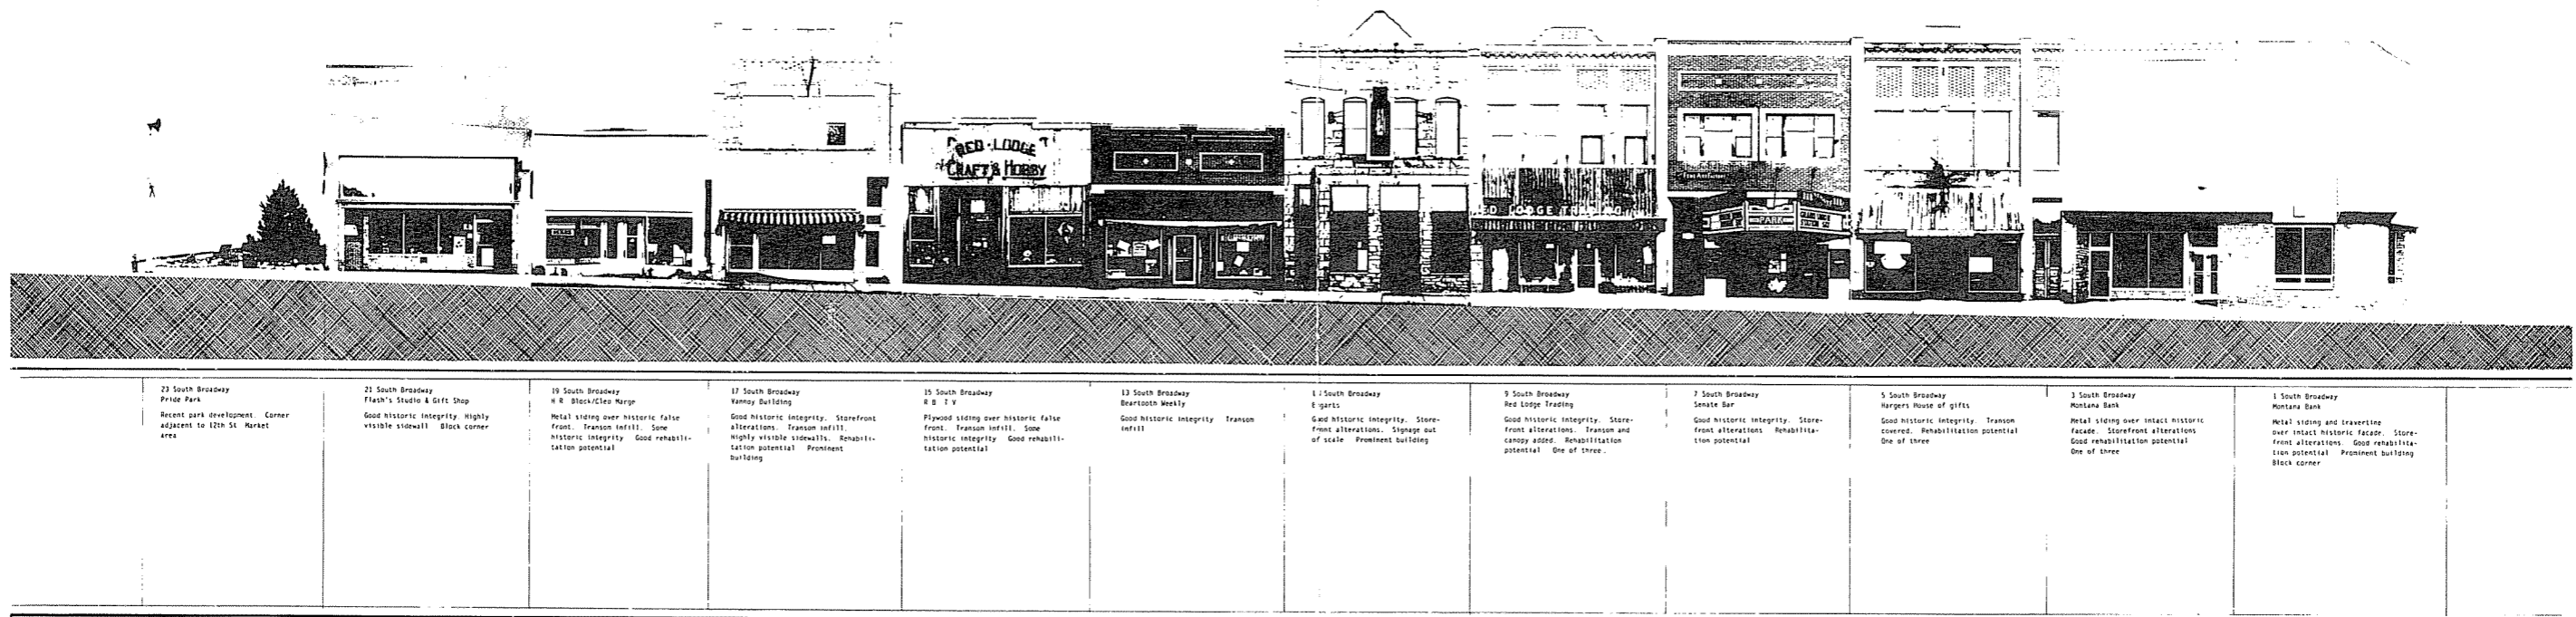 RED·LODGE
CRAFT & HOBBY
PARK
23 South Broadway
Pride Park
Recent park development. Corner
adjacent to 12th St Market
area
21 South Broadway
Flash's Studio & Gift Shop
Good historic integrity. Highly
visible sidewall Block corner
19 South Broadway
H R Block/Cleo Marge
Metal siding over historic false
front. Transom infill. Some
historic integrity Good rehabili-
tation potential
17 South Broadway
Vannoy Building
Good historic integrity. Storefront
alterations. Transom infill.
Highly visible sidewalls. Rehabili-
tation potential Prominent
building
15 South Broadway
R B T V
Plywood siding over historic false
front. Transom infill. Some
historic integrity Good rehabili-
tation potential
13 South Broadway
Beartooth Weekly
Good historic integrity Transom
infill
South Broadway
Good historic integrity. Store-
front alterations. Signage out
of scale Prominent building
9 South Broadway
Red Lodge Trading
Good historic integrity. Store-
front alterations. Transom and
canopy added. Rehabilitation
potential One of three.
7 South Broadway
Senate Bar
Good historic integrity. Store-
front alterations Rehabilita-
tion potential
5 South Broadway
Hargers House of gifts
Good historic integrity. Transom
covered. Rehabilitation potential
One of three
3 South Broadway
Montana Bank
Metal siding over intact historic
facade. Storefront alterations
Good rehabilitation potential
One of three
1 South Broadway
Montana Bank
Metal siding and travertine
over intact historic facade. Store-
front alterations. Good rehabilita-
tion potential Prominent building
Block corner